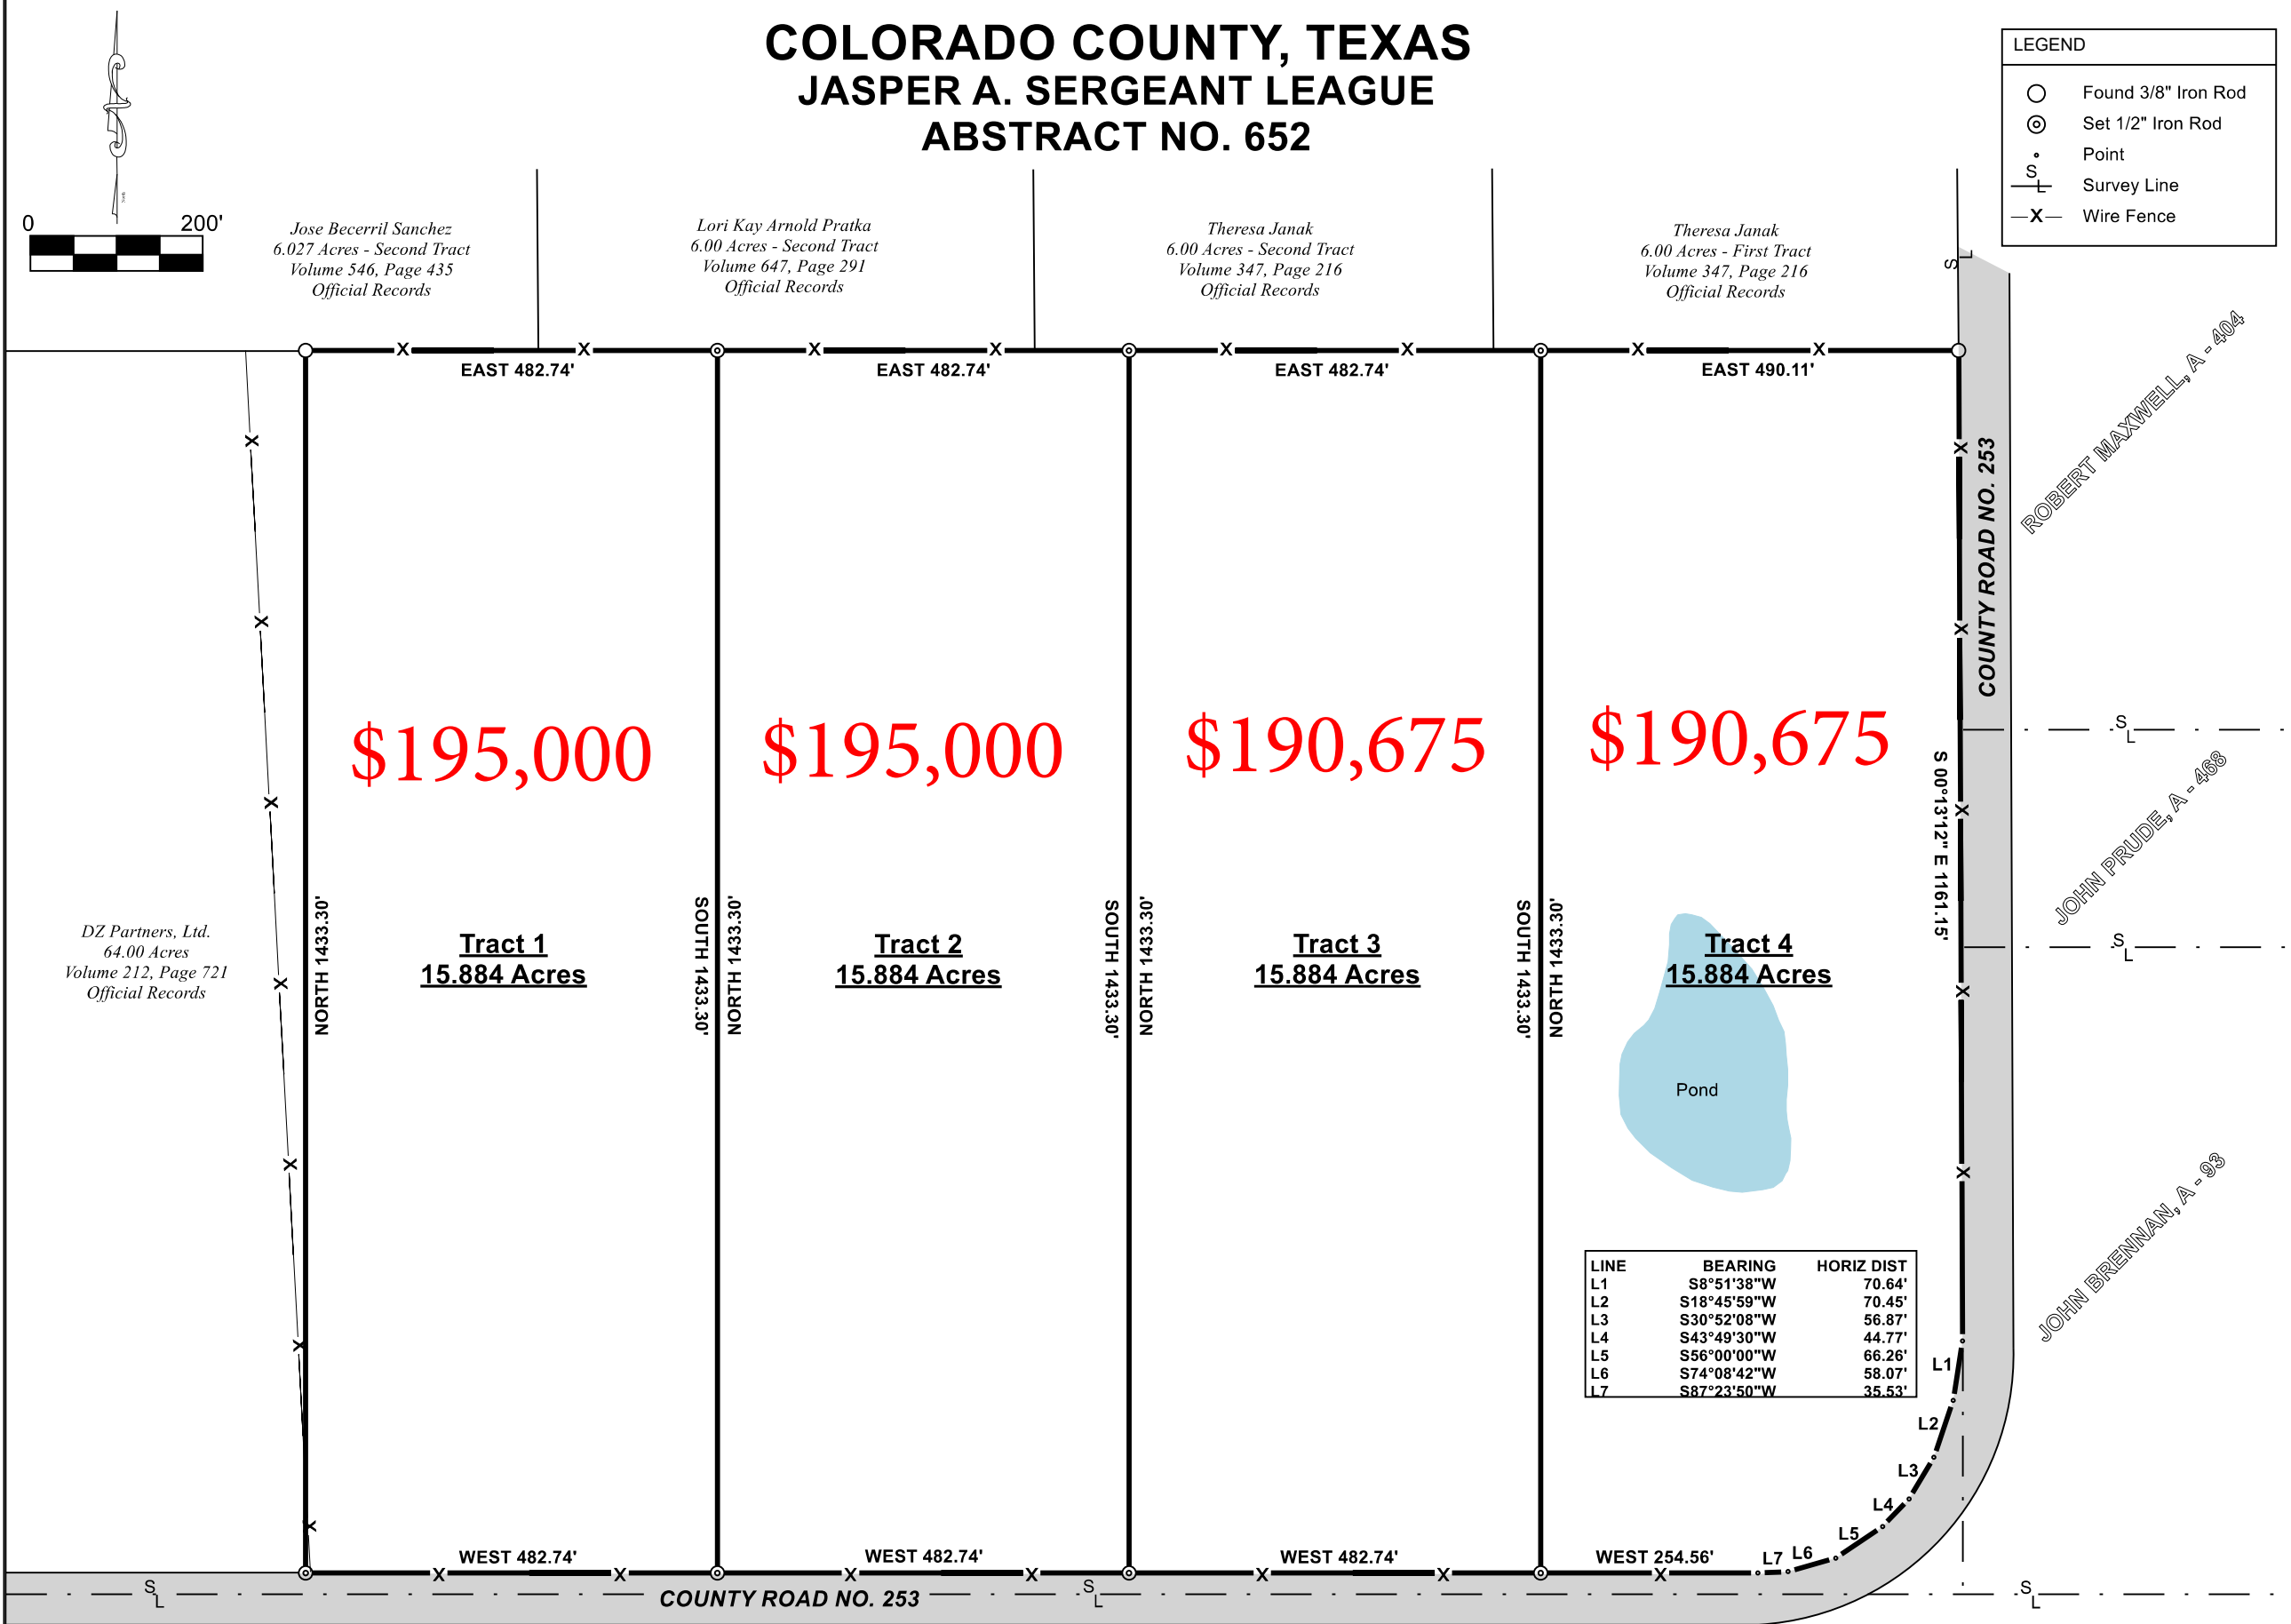 COLORADO COUNTY, TEXAS
JASPER A. SERGEANT LEAGUE
ABSTRACT NO. 652
LEGEND
Found 3/8" Iron Rod
Set 1/2" Iron Rod
Point
S L Survey Line
X Wire Fence
0 200'
Jose Becerril Sanchez
6.027 Acres - Second Tract
Volume 546, Page 435
Official Records
Lori Kay Arnold Pratka
6.00 Acres - Second Tract
Volume 647, Page 291
Official Records
Theresa Janak
6.00 Acres - Second Tract
Volume 347, Page 216
Official Records
Theresa Janak
6.00 Acres - First Tract
Volume 347, Page 216
Official Records
S L
X X X X X X X X
EAST 482.74'
EAST 482.74'
EAST 482.74'
EAST 490.11'
ROBERT MAXWELL, A - 404
COUNTY ROAD NO. 253
X X X X X X X
X X X X X
$195,000
$195,000
$190,675
$190,675
S L
JOHN PRUDE, A - 468
S 00°13'12" E 1161.15'
S L
DZ Partners, Ltd.
64.00 Acres
Volume 212, Page 721
Official Records
NORTH 1433.30'
Tract 1
15.884 Acres
SOUTH 1433.30'
NORTH 1433.30'
Tract 2
15.884 Acres
SOUTH 1433.30'
NORTH 1433.30'
Tract 3
15.884 Acres
SOUTH 1433.30'
NORTH 1433.30'
Tract 4
15.884 Acres
Pond
JOHN BRENNAN, A - 93
LINE BEARING HORIZ DIST
L1 S8°51'38"W 70.64'
L2 S18°45'59"W 70.45'
L3 S30°52'08"W 56.87'
L4 S43°49'30"W 44.77'
L5 S56°00'00"W 66.26'
L6 S74°08'42"W 58.07'
L7 S87°23'50"W 35.53'
L1
L2
L3
L4
L5
L6
L7
WEST 482.74'
WEST 482.74'
WEST 482.74'
WEST 254.56'
X X X X X X X
S L
COUNTY ROAD NO. 253
S L
S L